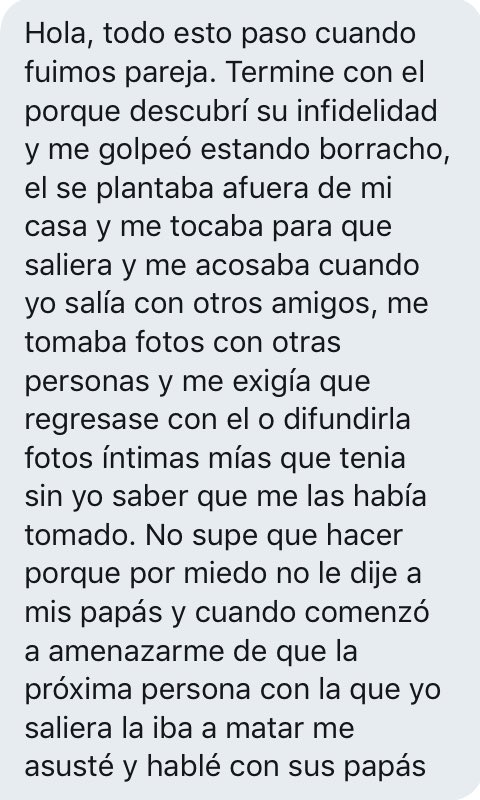 Hola, todo esto paso cuando
fuimos pareja. Termine con el
porque descubrí su infidelidad
y me golpeó estando borracho,
el se plantaba afuera de mi
casa y me tocaba para que
saliera y me acosaba cuando
yo salía con otros amigos, me
tomaba fotos con otras
personas y me exigía que
regresase con el o difundirla
fotos íntimas mías que tenia
sin yo saber que me las había
tomado. No supe que hacer
porque por miedo no le dije a
mis papás y cuando comenzó
a amenazarme de que la
próxima persona con la que yo
saliera la iba a matar me
asusté y hablé con sus papás